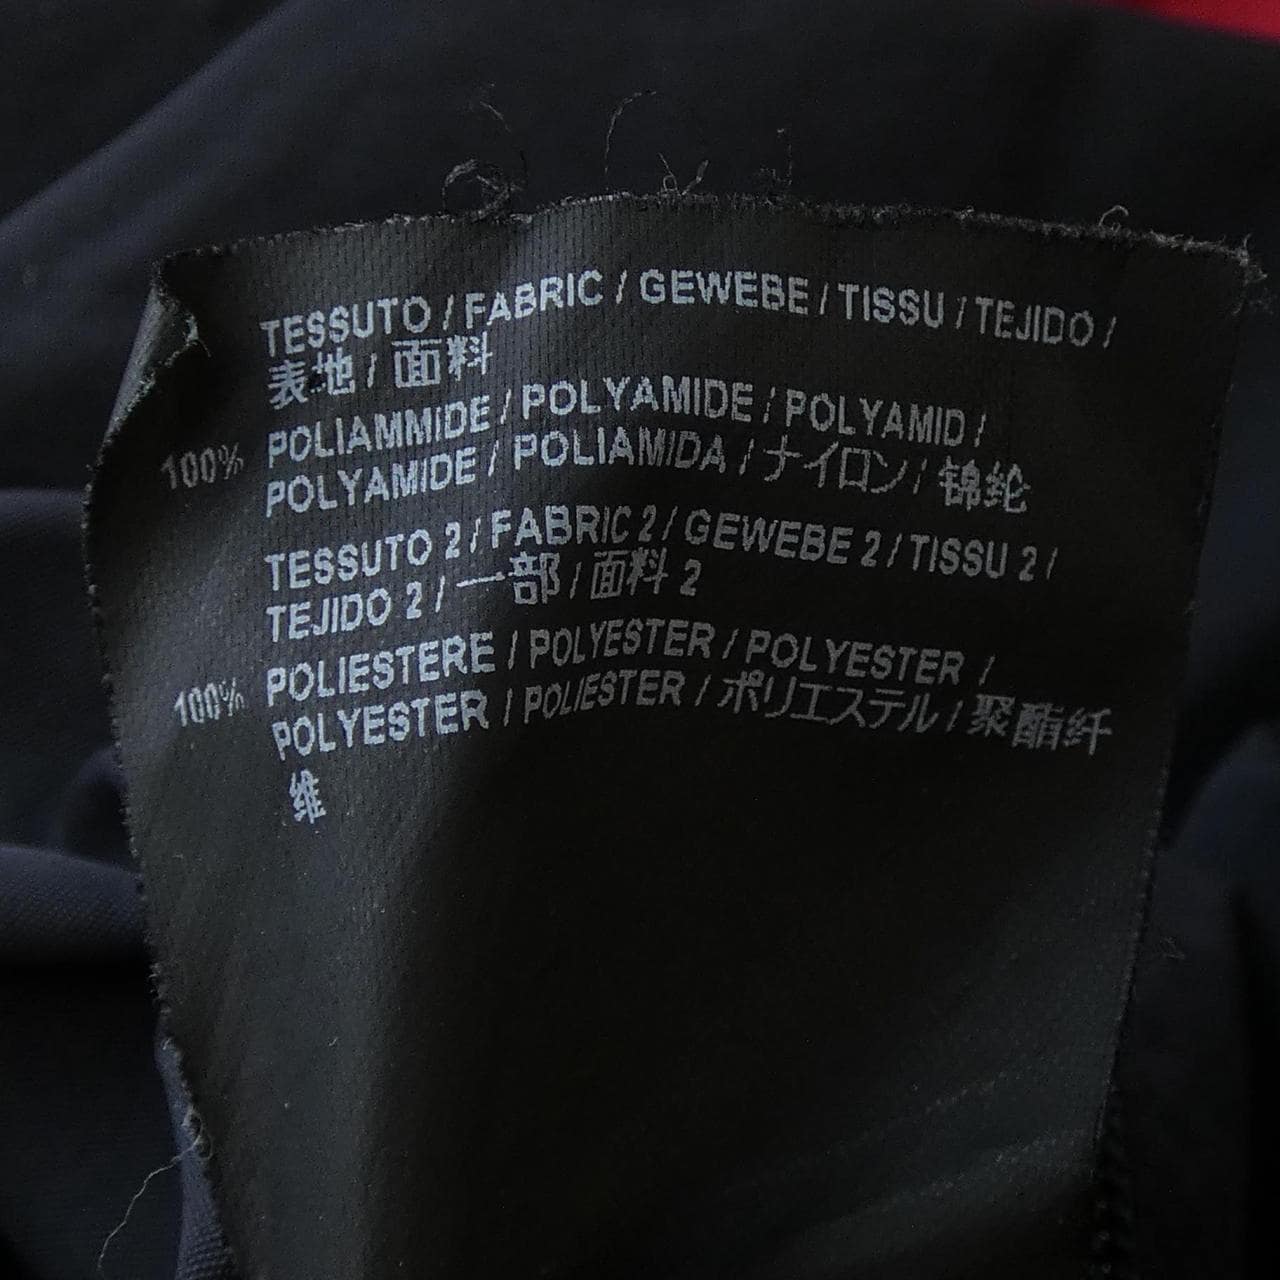 TESSUTO / FABRIC / GEWEBE / TISSU / TEJIDO /
表地 / 面料
100% POLIAMMIDE / POLYAMIDE / POLYAMID /
POLYAMIDE / POLIAMIDA / ナイロン / 锦纶
TESSUTO 2 / FABRIC 2 / GEWEBE 2 / TISSU 2 /
TEJIDO 2 / 一部 / 面料 2
100% POLIESTERE / POLYESTER / POLYESTER /
POLYESTER / POLIESTER / ポリエステル / 聚酯纤
维